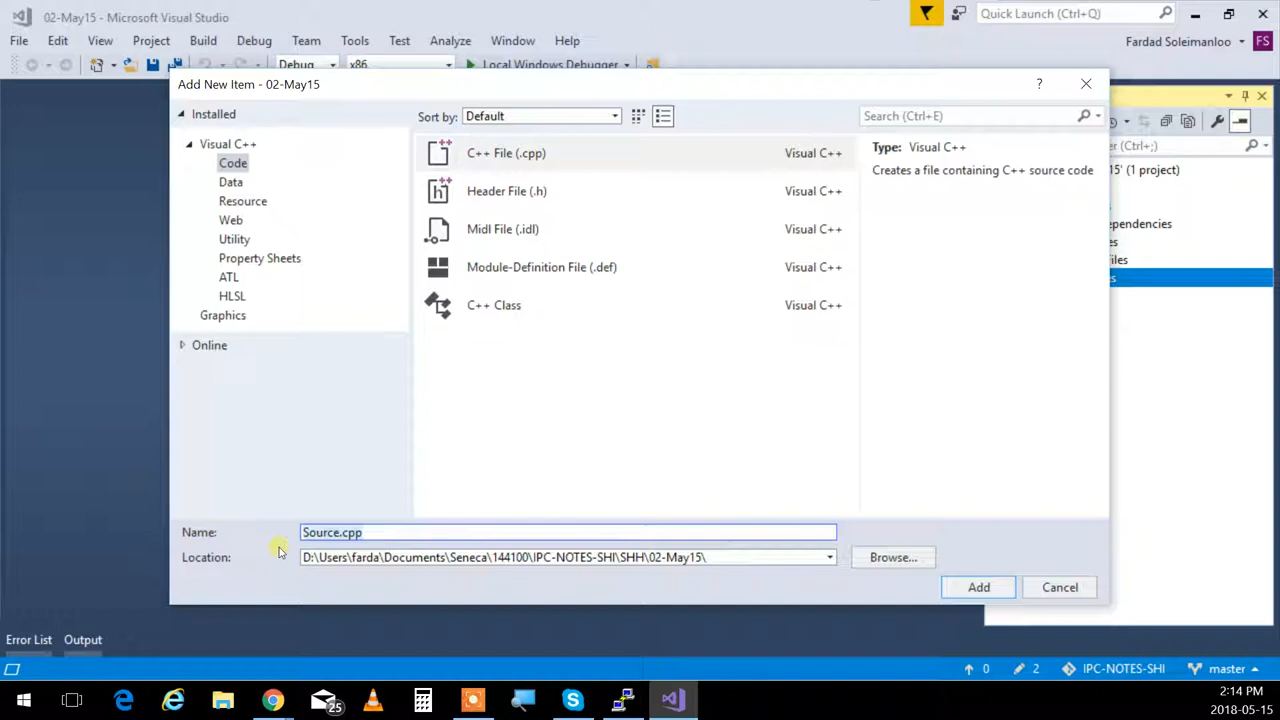 02-May15 - Microsoft Visual Studio
Quick Launch (Ctrl+Q)
File Edit View Project Build Debug Team Tools Test Analyze Window Help
Fardad Soleimanloo FS
Debug x86 Local Windows Debugger
Add New Item - 02-May15
?
Installed
Sort by: Default
Search (Ctrl+E)
Visual C++
Code
Data
Resource
Web
Utility
Property Sheets
ATL
HLSL
Graphics
Online
C++ File (.cpp) Visual C++
Header File (.h) Visual C++
Midl File (.idl) Visual C++
Module-Definition File (.def) Visual C++
C++ Class Visual C++
Type: Visual C++
Creates a file containing C++ source code
er (Ctrl+;)
15' (1 project)
ependencies
es
iles
es
Name: Source.cpp
Location: D:\Users\farda\Documents\Seneca\144100\IPC-NOTES-SHI\SHH\02-May15\
Browse...
Add Cancel
Error List Output
0 2 IPC-NOTES-SHI master
25
2:14 PM
2018-05-15